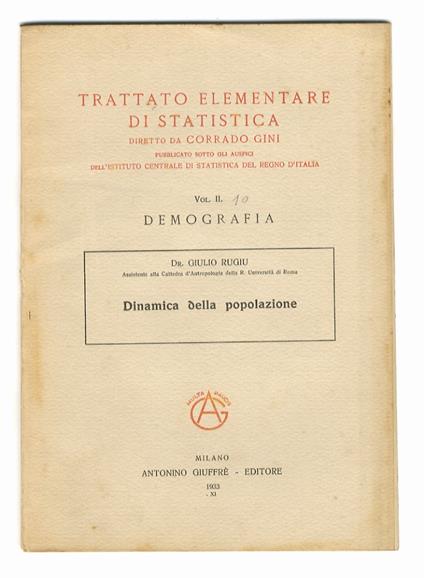 TRATTATO ELEMENTARE
DI STATISTICA
DIRETTO DA CORRADO GINI
PUBBLICATO SOTTO GLI AUSPICI
DELL'ISTITUTO CENTRALE DI STATISTICA DEL REGNO D'ITALIA
VOL. II. 10
DEMOGRAFIA
DR. GIULIO RUGIU
Assistente alla Cattedra d'Antropologia della R. Università di Roma
Dinamica della popolazione
MULTA PAUCIS
AG
MILANO
ANTONINO GIUFFRÈ - EDITORE
1933
- XI